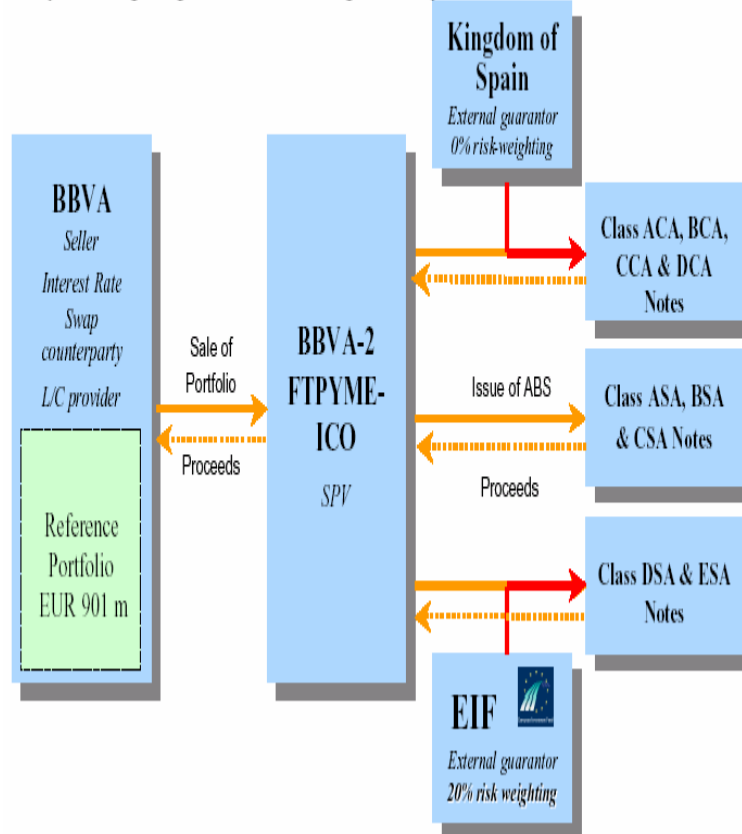 Kingdom of
Spain
External guarantor
0% risk-weighting
BBVA
Seller
Interest Rate
Swap
counterparty
L/C provider
Reference
Portfolio
EUR 901 m
Sale of
Portfolio
Proceeds
BBVA-2
FTPYME-
ICO
SPV
Issue of ABS
Proceeds
Class ACA, BCA,
CCA & DCA
Notes
Class ASA, BSA
& CSA Notes
Class DSA & ESA
Notes
EIF
External guarantor
20% risk weighting